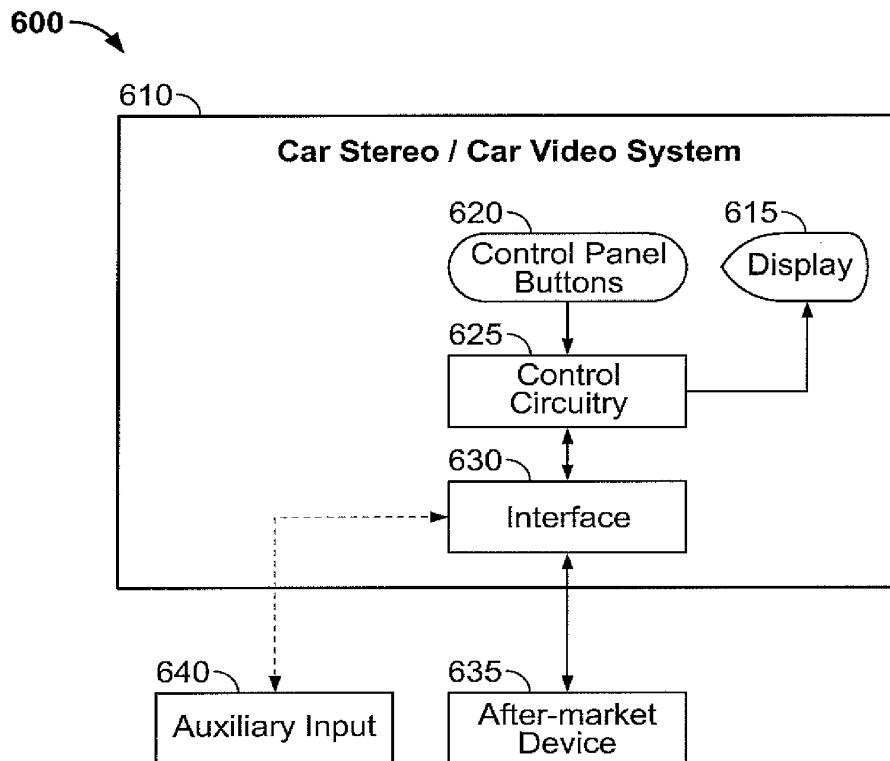 600
610
Car Stereo / Car Video System
620
615
Control Panel
Buttons
Display
625
Control
Circuitry
630
Interface
640
635
Auxiliary Input
After-market
Device